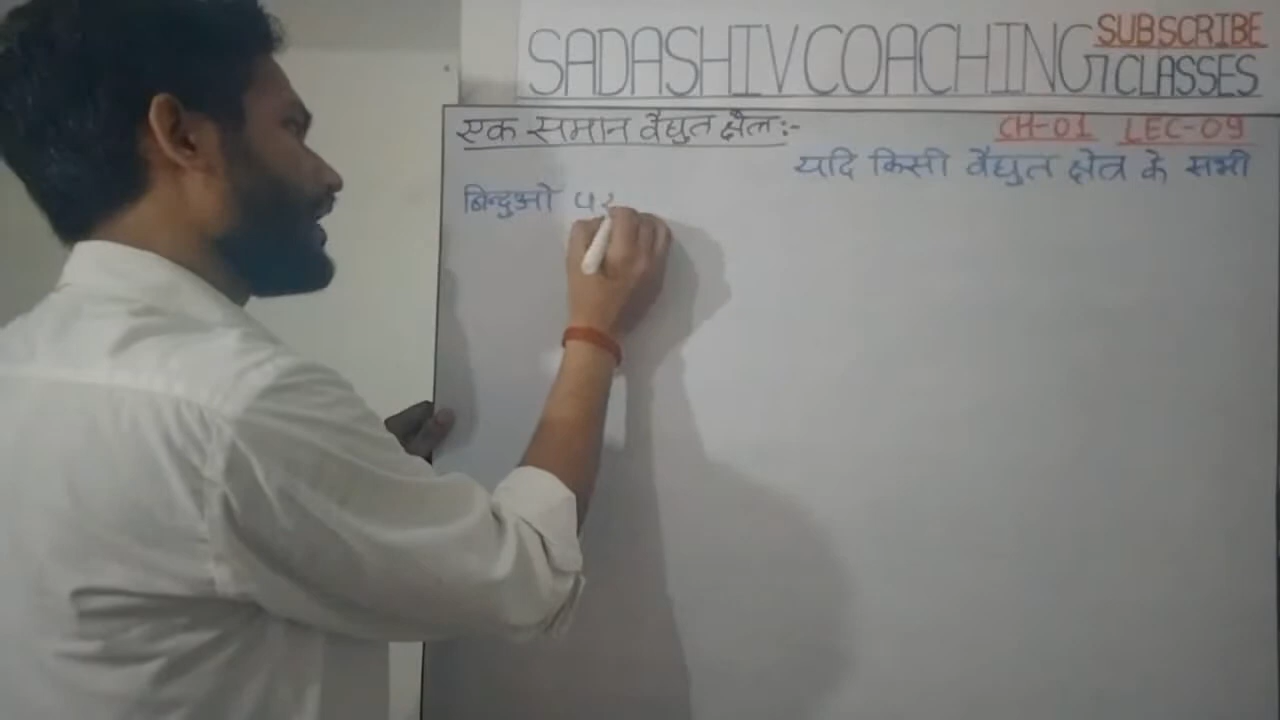 SADASHIV COACHING CLASSES
SUBSCRIBE
एक समान वैद्युत क्षेत्र :-
CH-01 LEC-09
यदि किसी वैद्युत क्षेत्र के सभी
बिन्दुओ पर